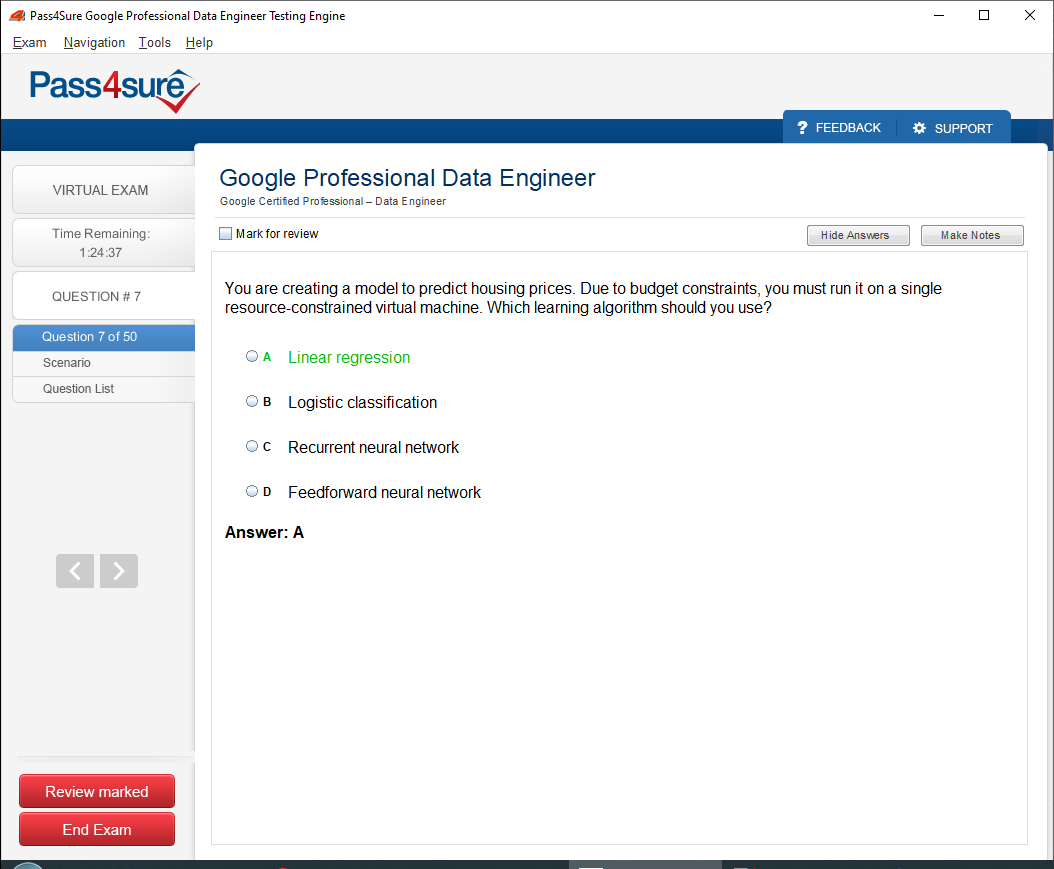 Pass4Sure Google Professional Data Engineer Testing Engine
Exam Navigation Tools Help
Pass4sure
? FEEDBACK SUPPORT
VIRTUAL EXAM
Time Remaining:
1:24:37
QUESTION # 7
Question 7 of 50
Scenario
Question List
Google Professional Data Engineer
Google Certified Professional – Data Engineer
Mark for review
Hide Answers
Make Notes
You are creating a model to predict housing prices. Due to budget constraints, you must run it on a single
resource-constrained virtual machine. Which learning algorithm should you use?
A Linear regression
B Logistic classification
C Recurrent neural network
D Feedforward neural network
Answer: A
Review marked
End Exam